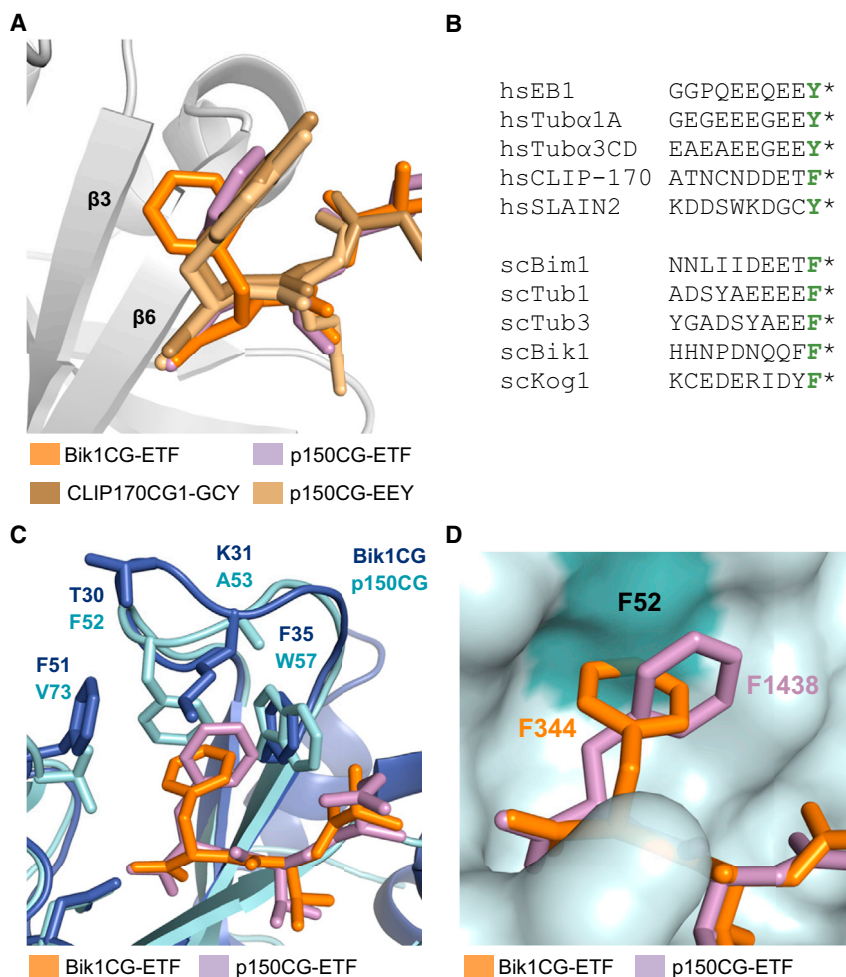 A
β3
β6
Bik1CG-ETF p150CG-ETF
CLIP170CG1-GCY p150CG-EEY
B
hsEB1 GGPQEEQEEY*
hsTubα1A GEGEEEGEEY*
hsTubα3CD EAEAEEGEEY*
hsCLIP-170 ATNCNDDETF*
hsSLAIN2 KDDSWKDGCY*
scBim1 NNLIIDEETF*
scTub1 ADSYAEEEEF*
scTub3 YGADSYAEEF*
scBik1 HHNPDNQQFF*
scKog1 KCEDERIDYF*
C
K31
A53
Bik1CG
p150CG
T30
F52
F35
W57
F51
V73
Bik1CG-ETF p150CG-ETF
D
F52
F344
F1438
Bik1CG-ETF p150CG-ETF